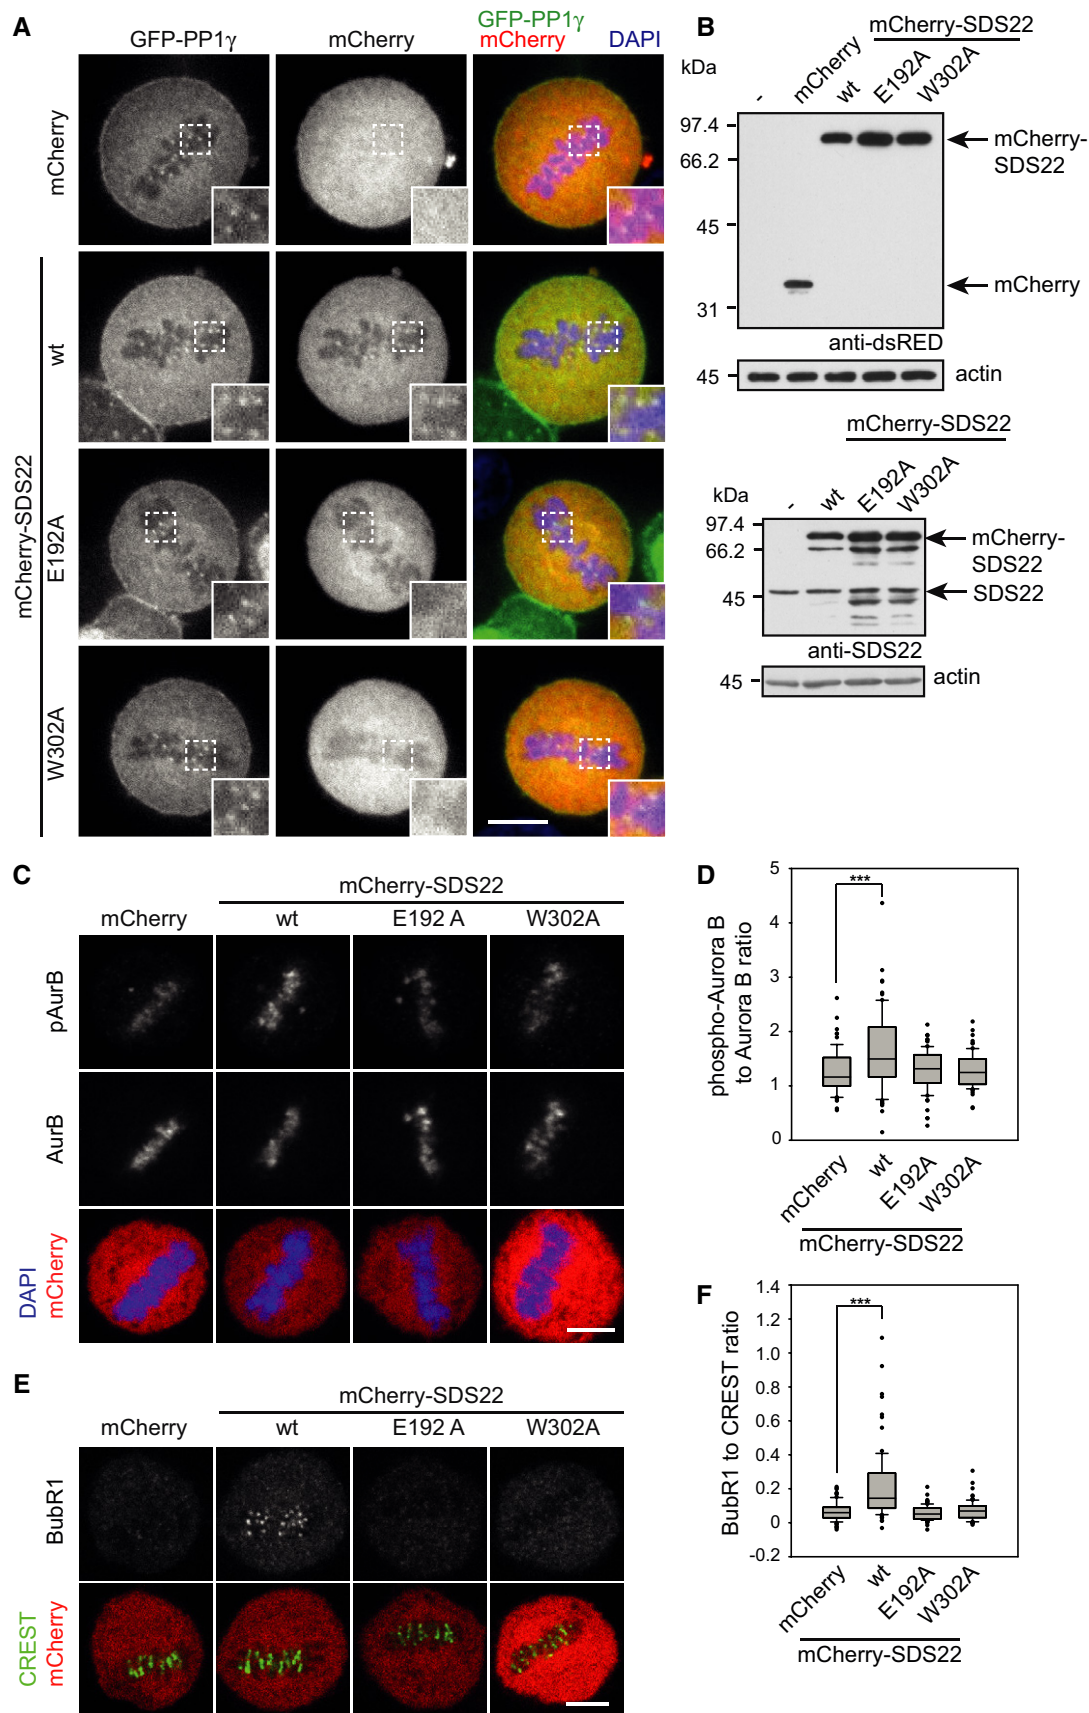 A
GFP-PP1γ
mCherry
GFP-PP1γ
mCherry
DAPI
mCherry
mCherry-SDS22
wt
E192A
W302A
B
mCherry-SDS22
kDa
-
mCherry
wt
E192A
W302A
97.4
66.2
45
31
mCherry-
SDS22
mCherry
anti-dsRED
45
actin
mCherry-SDS22
kDa
-
wt
E192A
W302A
97.4
66.2
45
mCherry-
SDS22
SDS22
anti-SDS22
45
actin
C
mCherry-SDS22
mCherry
wt
E192 A
W302A
pAurB
AurB
DAPI
mCherry
D
phospho-Aurora B
to Aurora B ratio
5
4
3
2
1
0
***
mCherry
wt
E192A
W302A
mCherry-SDS22
E
mCherry-SDS22
mCherry
wt
E192 A
W302A
BubR1
CREST
mCherry
F
BubR1 to CREST ratio
1.4
1.2
1.0
0.8
0.6
0.4
0.2
0
-0.2
***
mCherry
wt
E192A
W302A
mCherry-SDS22